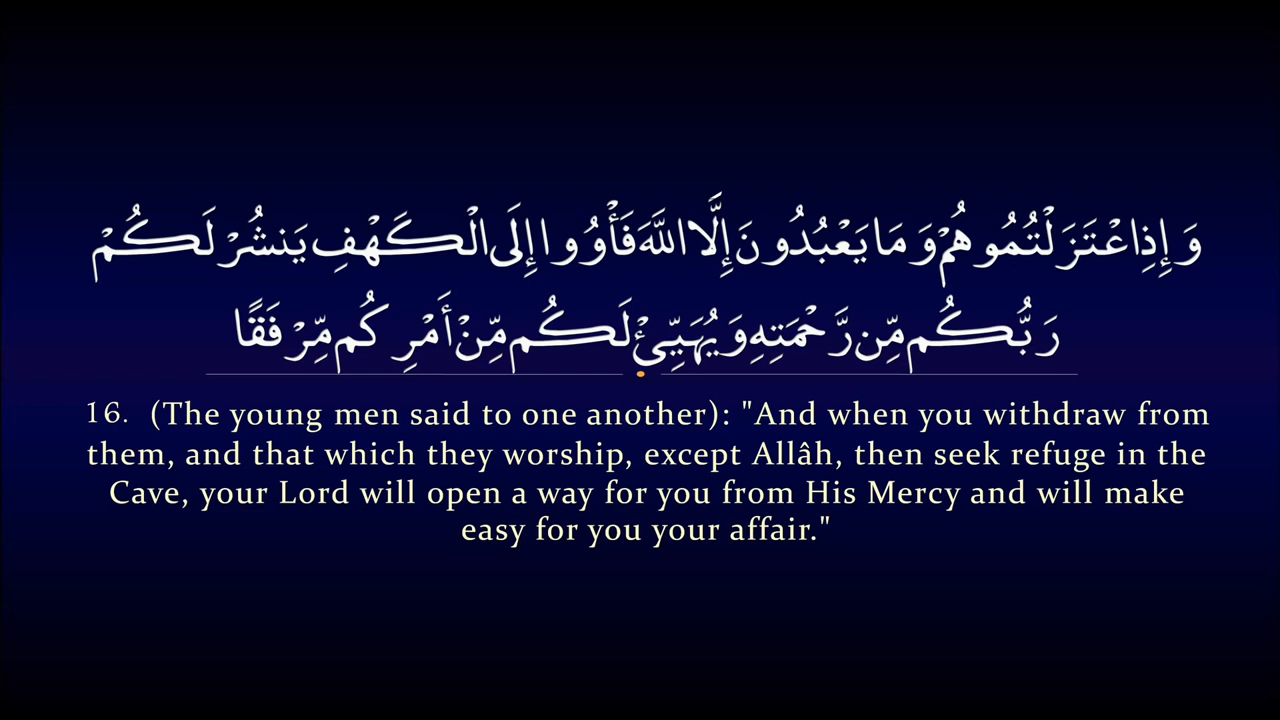 وَإِذِ اعْتَزَلْتُمُوهُمْ وَمَا يَعْبُدُونَ إِلَّا اللَّهَ فَأْوُوا إِلَى الْكَهْفِ يَنشُرْ لَكُمْ
رَبُّكُم مِّن رَّحْمَتِهِ وَيُهَيِّئْ لَكُم مِّنْ أَمْرِكُم مِّرْفَقًا
16. (The young men said to one another): "And when you withdraw from
them, and that which they worship, except Allâh, then seek refuge in the
Cave, your Lord will open a way for you from His Mercy and will make
easy for you your affair."